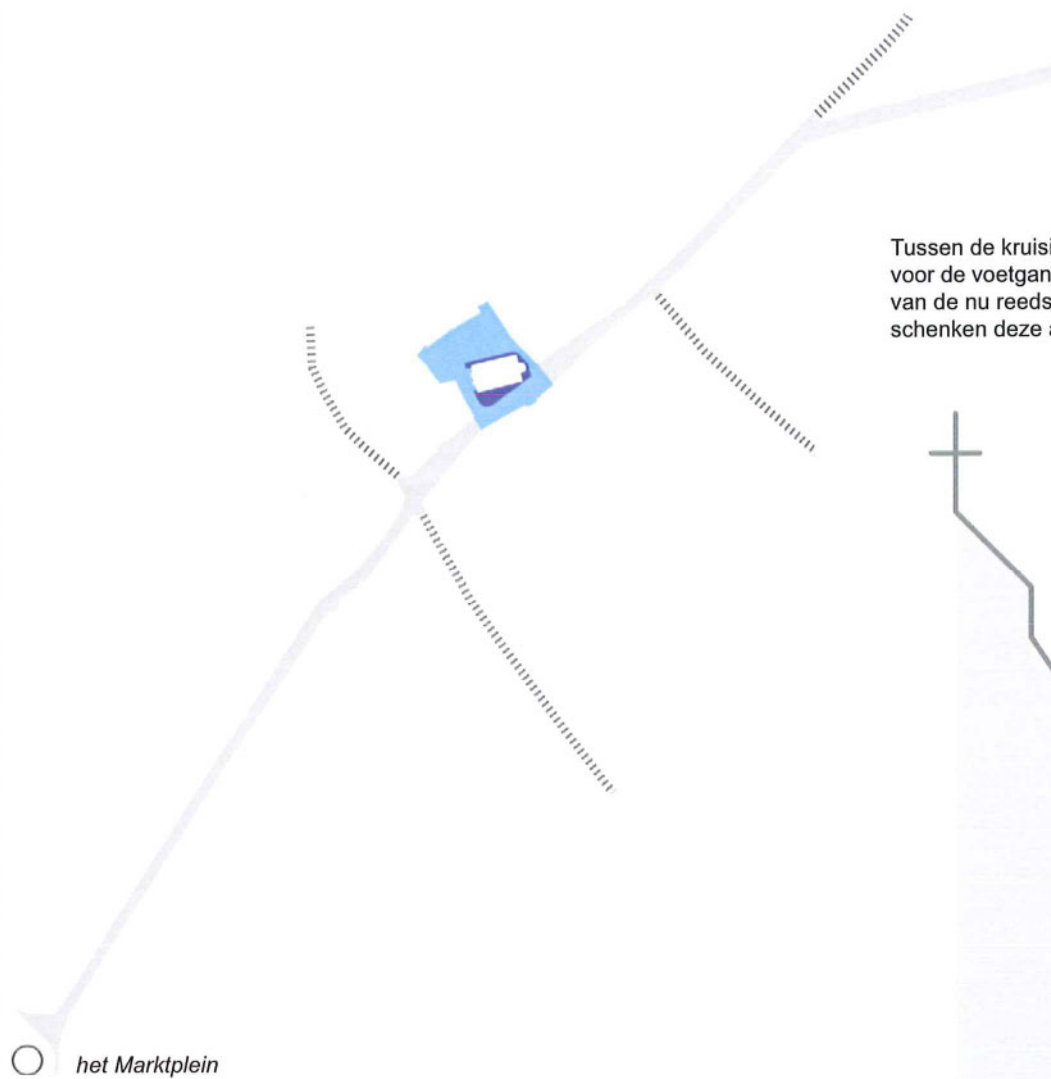 Tussen de kruisi
voor de voetgan
van de nu reeds
schenken deze a
het Marktplein